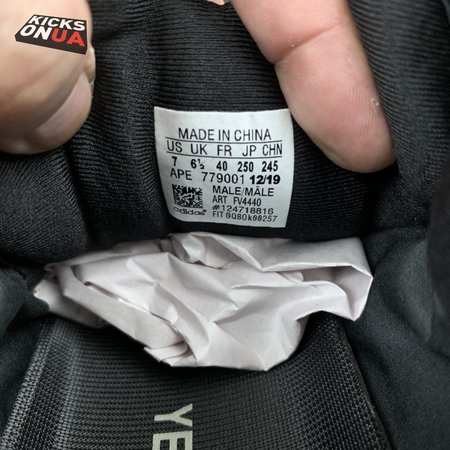 KICKS
ONUA
MADE IN CHINA
US UK FR JP CHN
7 6½ 40 250 245
APE 779001 12/19
MALE/MÂLE
ART FV4440
#124718816
adidas
FIT 0Q8Dk00257
YE